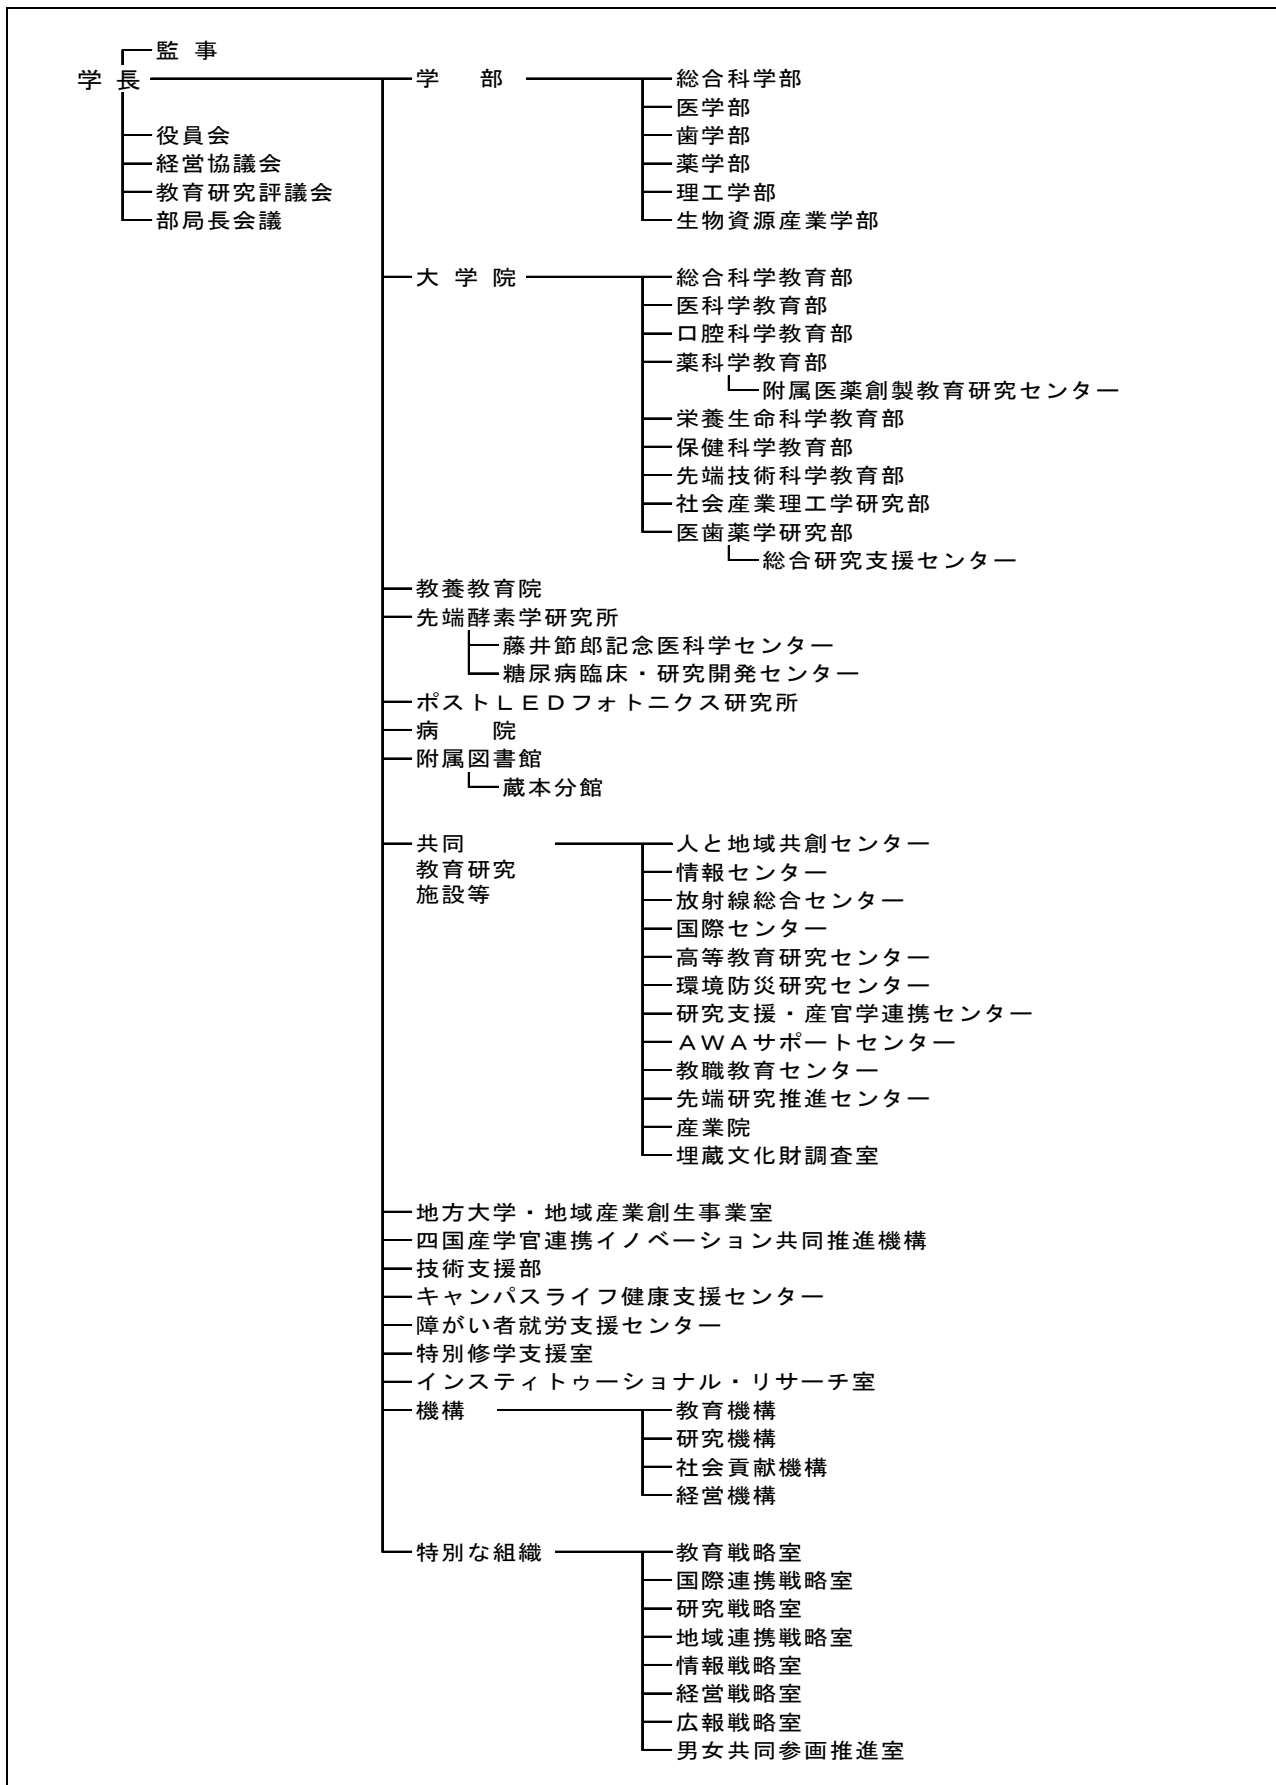 監 事
学 長
学 部
総合科学部
医学部
役員会
歯学部
経営協議会
薬学部
教育研究評議会
理工学部
部局長会議
生物資源産業学部
大 学 院
総合科学教育部
医科学教育部
口腔科学教育部
薬科学教育部
附属医薬創製教育研究センター
栄養生命科学教育部
保健科学教育部
先端技術科学教育部
社会産業理工学研究部
医歯薬学研究部
総合研究支援センター
教養教育院
先端酵素学研究所
藤井節郎記念医科学センター
糖尿病臨床・研究開発センター
ポストLEDフォトニクス研究所
病 院
附属図書館
蔵本分館
共同
教育研究
施設等
人と地域共創センター
情報センター
放射線総合センター
国際センター
高等教育研究センター
環境防災研究センター
研究支援・産官学連携センター
AWAサポートセンター
教職教育センター
先端研究推進センター
産業院
埋蔵文化財調査室
地方大学・地域産業創生事業室
四国産学官連携イノベーション共同推進機構
技術支援部
キャンパスライフ健康支援センター
障がい者就労支援センター
特別修学支援室
インスティトゥーショナル・リサーチ室
機構
教育機構
研究機構
社会貢献機構
経営機構
特別な組織
教育戦略室
国際連携戦略室
研究戦略室
地域連携戦略室
情報戦略室
経営戦略室
広報戦略室
男女共同参画推進室